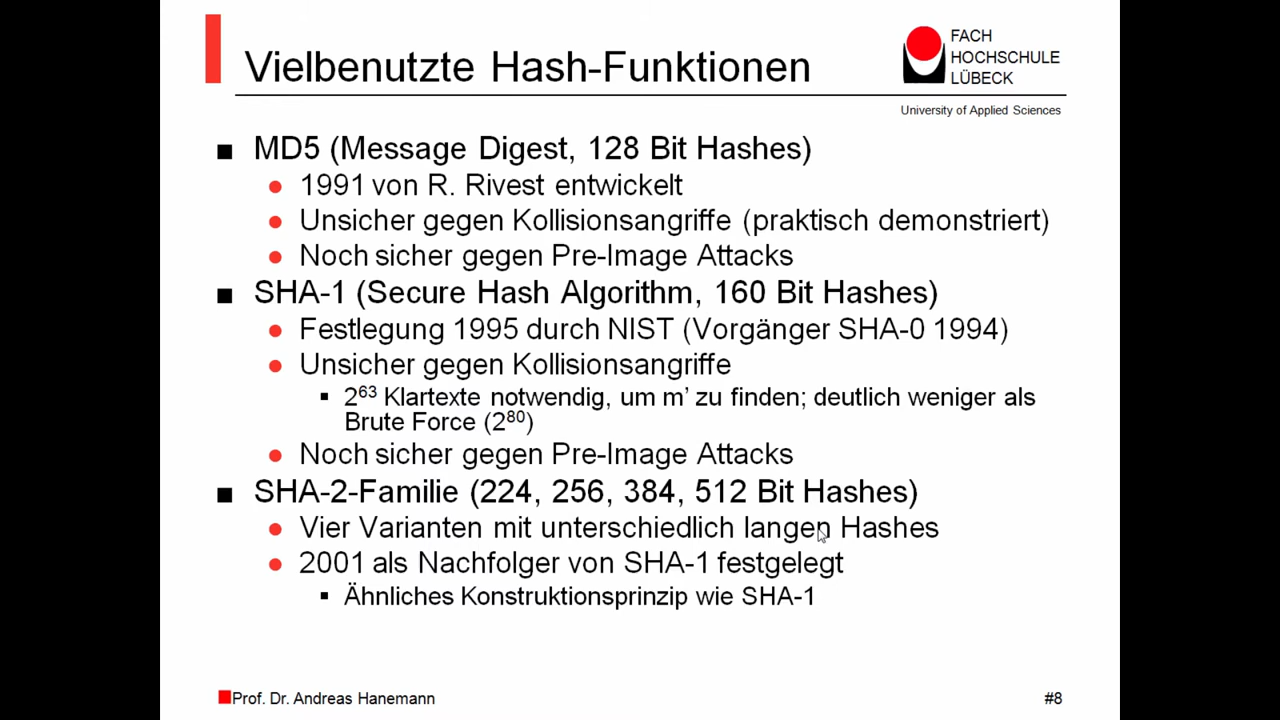 Vielbenutzte Hash-Funktionen
FACH
HOCHSCHULE
LÜBECK
University of Applied Sciences
■ MD5 (Message Digest, 128 Bit Hashes)
● 1991 von R. Rivest entwickelt
● Unsicher gegen Kollisionsangriffe (praktisch demonstriert)
● Noch sicher gegen Pre-Image Attacks
■ SHA-1 (Secure Hash Algorithm, 160 Bit Hashes)
● Festlegung 1995 durch NIST (Vorgänger SHA-0 1994)
● Unsicher gegen Kollisionsangriffe
▪ 2⁶³ Klartexte notwendig, um m’ zu finden; deutlich weniger als
Brute Force (2⁸⁰)
● Noch sicher gegen Pre-Image Attacks
■ SHA-2-Familie (224, 256, 384, 512 Bit Hashes)
● Vier Varianten mit unterschiedlich langen Hashes
● 2001 als Nachfolger von SHA-1 festgelegt
▪ Ähnliches Konstruktionsprinzip wie SHA-1
Prof. Dr. Andreas Hanemann
#8